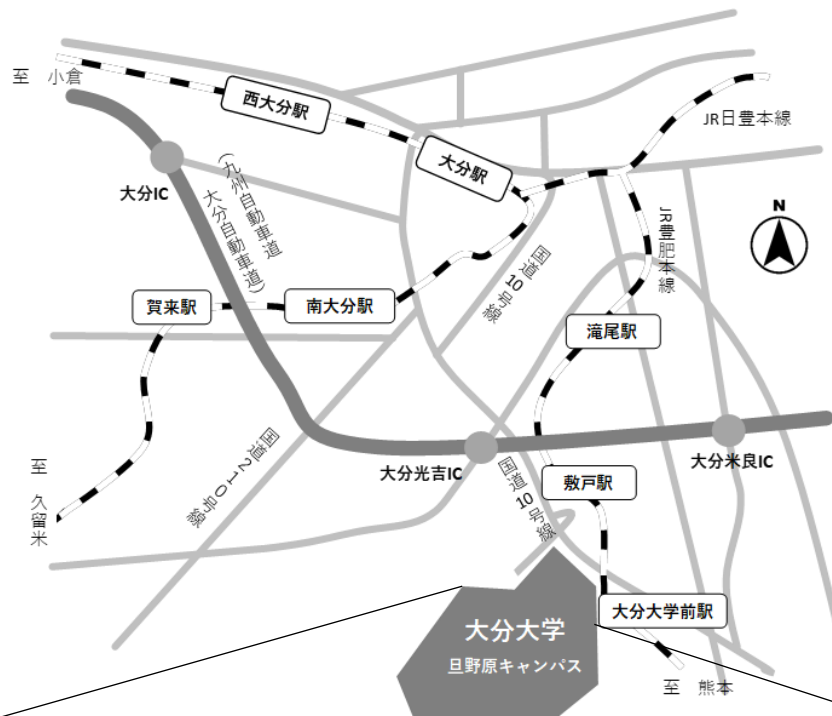 至 小倉
西大分駅
JR日豊本線
大分駅
大分IC
(九州自動車道
大分自動車道)
JR豊肥本線
N
国道10号線
賀来駅
南大分駅
滝尾駅
国道210号線
大分光吉IC
大分米良IC
至 久留米
国道10号線
敷戸駅
大分大学前駅
大分大学
旦野原キャンパス
至 熊本